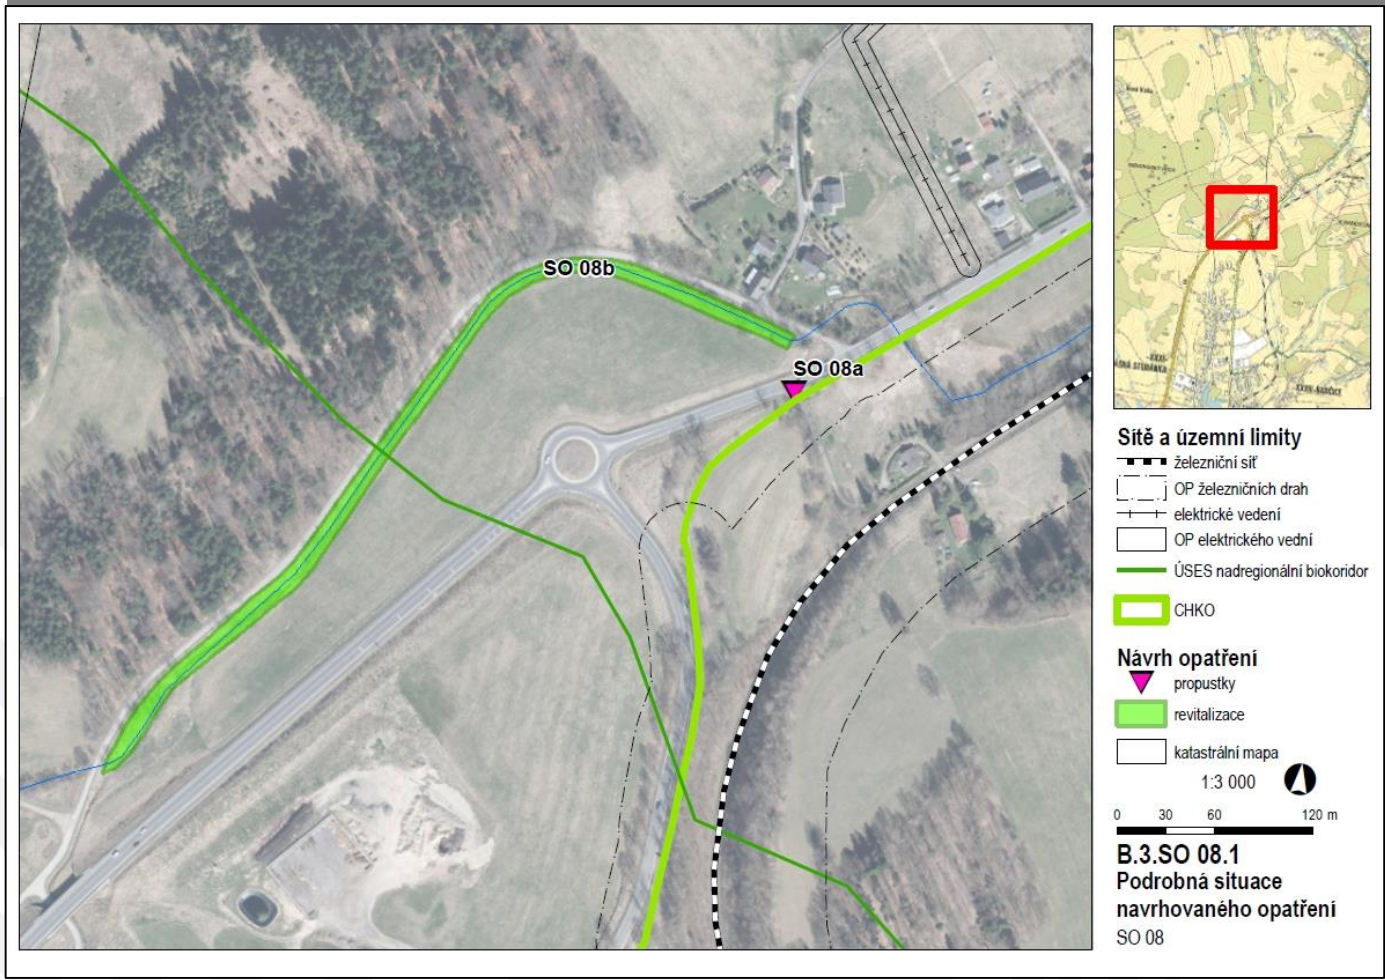 SO 08b
SO 08a
Sítě a územní limity
železniční síť
OP železničních drah
elektrické vedení
OP elektrického vední
ÚSES nadregionální biokoridor
CHKO
Návrh opatření
propustky
revitalizace
katastrální mapa
1:3 000
0 30 60 120 m
B.3.SO 08.1
Podrobná situace
navrhovaného opatření
SO 08